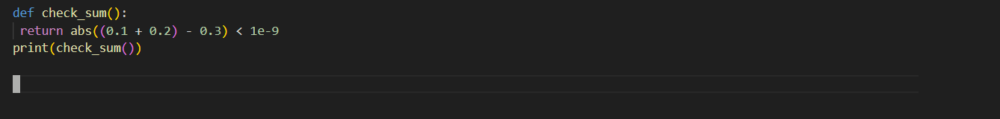 def check_sum():
 return abs((0.1 + 0.2) - 0.3) < 1e-9
print(check_sum())